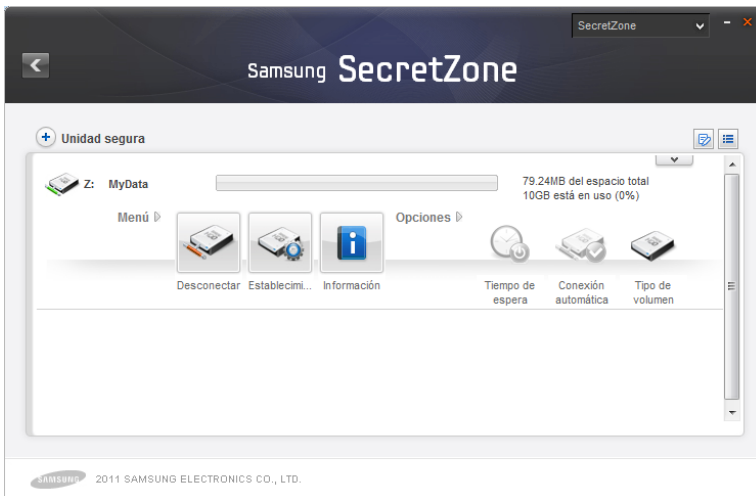 SecretZone
Samsung SecretZone
Unidad segura
Z: MyData
79.24MB del espacio total
10GB está en uso (0%)
Menú
Opciones
Desconectar
Establecimi...
Información
Tiempo de
espera
Conexión
automática
Tipo de
volumen
SAMSUNG
2011 SAMSUNG ELECTRONICS CO., LTD.